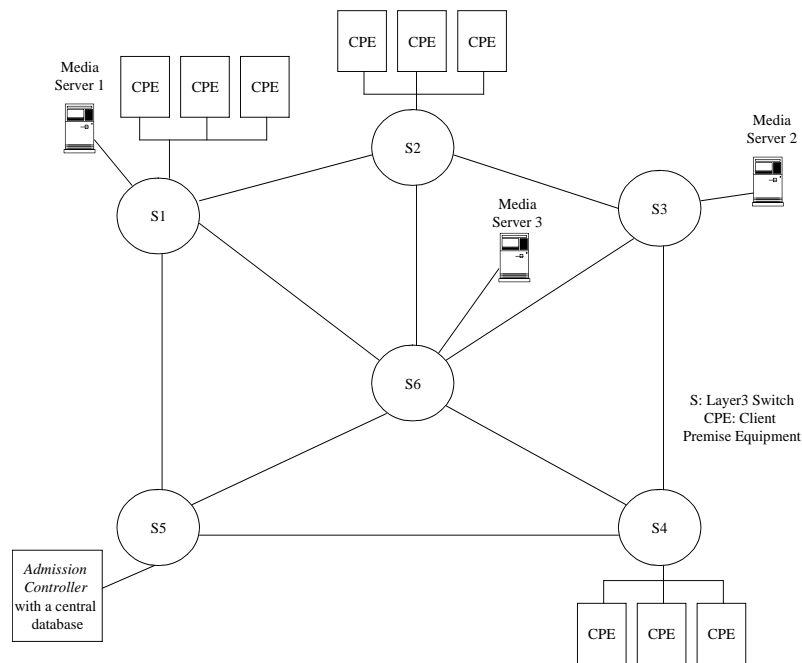 CPE
CPE
CPE
Media
Server 1
CPE
CPE
CPE
S2
Media
Server 2
S1
S3
Media
Server 3
S6
S: Layer3 Switch
CPE: Client
Premise Equipment
S5
S4
Admission
Controller
with a central
database
CPE
CPE
CPE